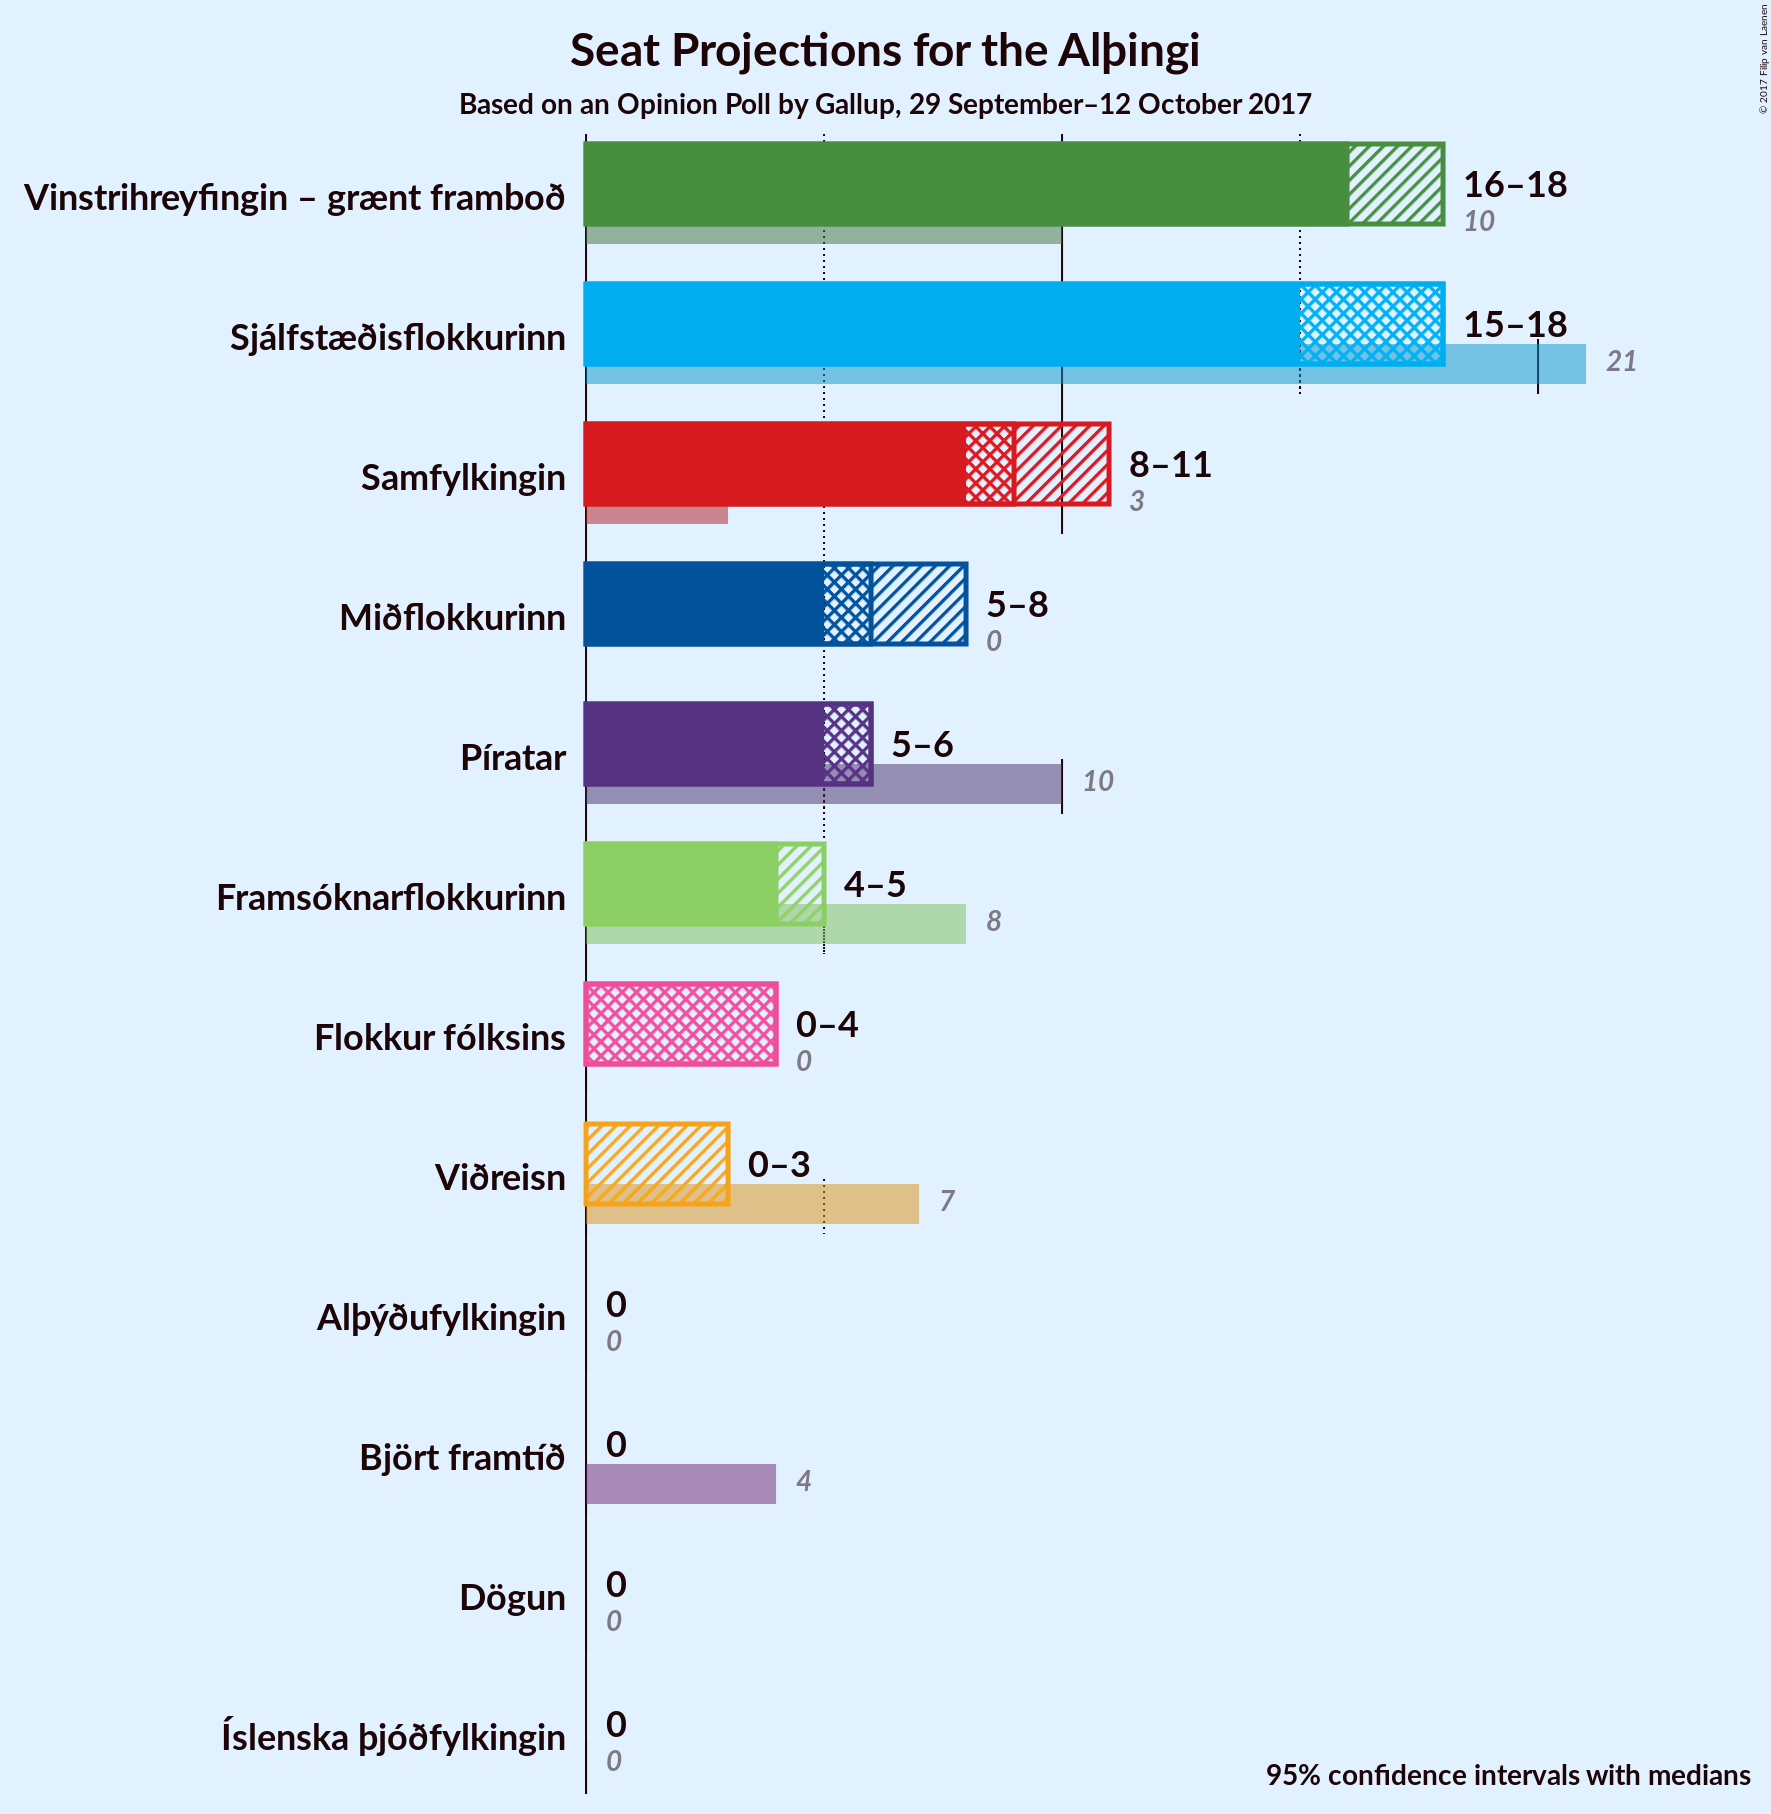 Seat Projections for the Alþingi
Based on an Opinion Poll by Gallup, 29 September–12 October 2017
© 2017 Filip van Laenen
Vinstrihreyfingin – grænt framboð
16–18
10
Sjálfstæðisflokkurinn
15–18
21
Samfylkingin
8–11
3
Miðflokkurinn
5–8
0
Píratar
5–6
10
Framsóknarflokkurinn
4–5
8
Flokkur fólksins
0–4
0
Viðreisn
0–3
7
Alþýðufylkingin
0
0
Björt framtíð
0
4
Dögun
0
0
Íslenska þjóðfylkingin
0
0
95% confidence intervals with medians